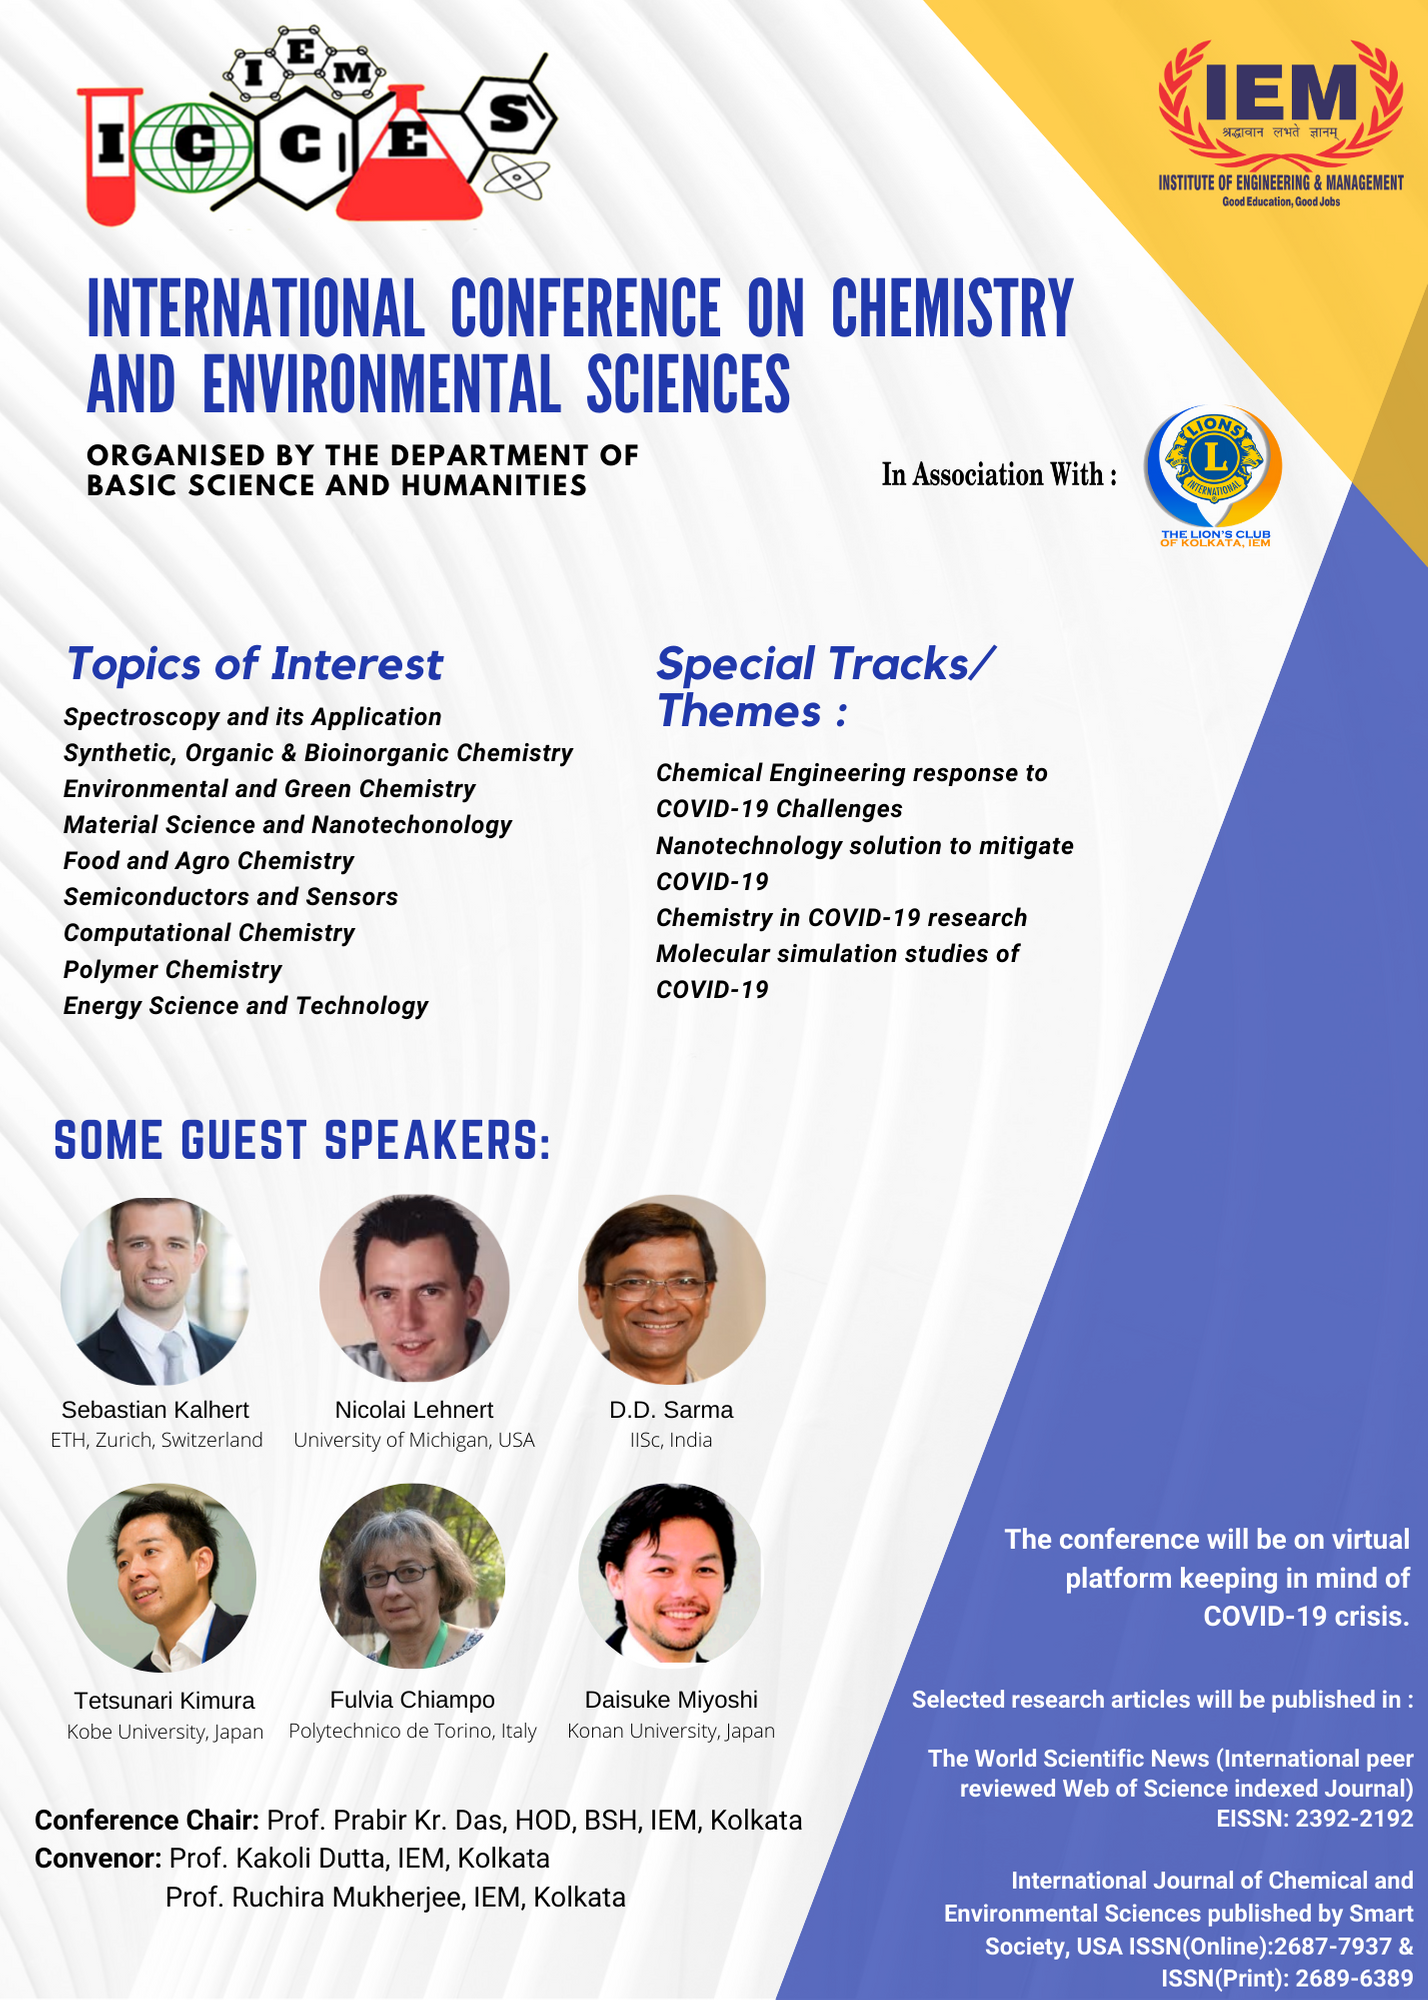 IEM
ICCES
IEM
श्रद्धावान लभते ज्ञानम्
INSTITUTE OF ENGINEERING & MANAGEMENT
Good Education, Good Jobs
INTERNATIONAL CONFERENCE ON CHEMISTRY
AND ENVIRONMENTAL SCIENCES
ORGANISED BY THE DEPARTMENT OF
BASIC SCIENCE AND HUMANITIES
In Association With :
LIONS
L
INTERNATIONAL
THE LION'S CLUB
OF KOLKATA, IEM
Topics of Interest
Spectroscopy and its Application
Synthetic, Organic & Bioinorganic Chemistry
Environmental and Green Chemistry
Material Science and Nanotechonology
Food and Agro Chemistry
Semiconductors and Sensors
Computational Chemistry
Polymer Chemistry
Energy Science and Technology
Special Tracks/
Themes :
Chemical Engineering response to
COVID-19 Challenges
Nanotechnology solution to mitigate
COVID-19
Chemistry in COVID-19 research
Molecular simulation studies of
COVID-19
SOME GUEST SPEAKERS:
Sebastian Kalhert
ETH, Zurich, Switzerland
Nicolai Lehnert
University of Michigan, USA
D.D. Sarma
IISc, India
Tetsunari Kimura
Kobe University, Japan
Fulvia Chiampo
Polytechnico de Torino, Italy
Daisuke Miyoshi
Konan University, Japan
Conference Chair: Prof. Prabir Kr. Das, HOD, BSH, IEM, Kolkata
Convenor: Prof. Kakoli Dutta, IEM, Kolkata
Prof. Ruchira Mukherjee, IEM, Kolkata
The conference will be on virtual
platform keeping in mind of
COVID-19 crisis.
Selected research articles will be published in :
The World Scientific News (International peer
reviewed Web of Science indexed Journal)
EISSN: 2392-2192
International Journal of Chemical and
Environmental Sciences published by Smart
Society, USA ISSN(Online):2687-7937 &
ISSN(Print): 2689-6389